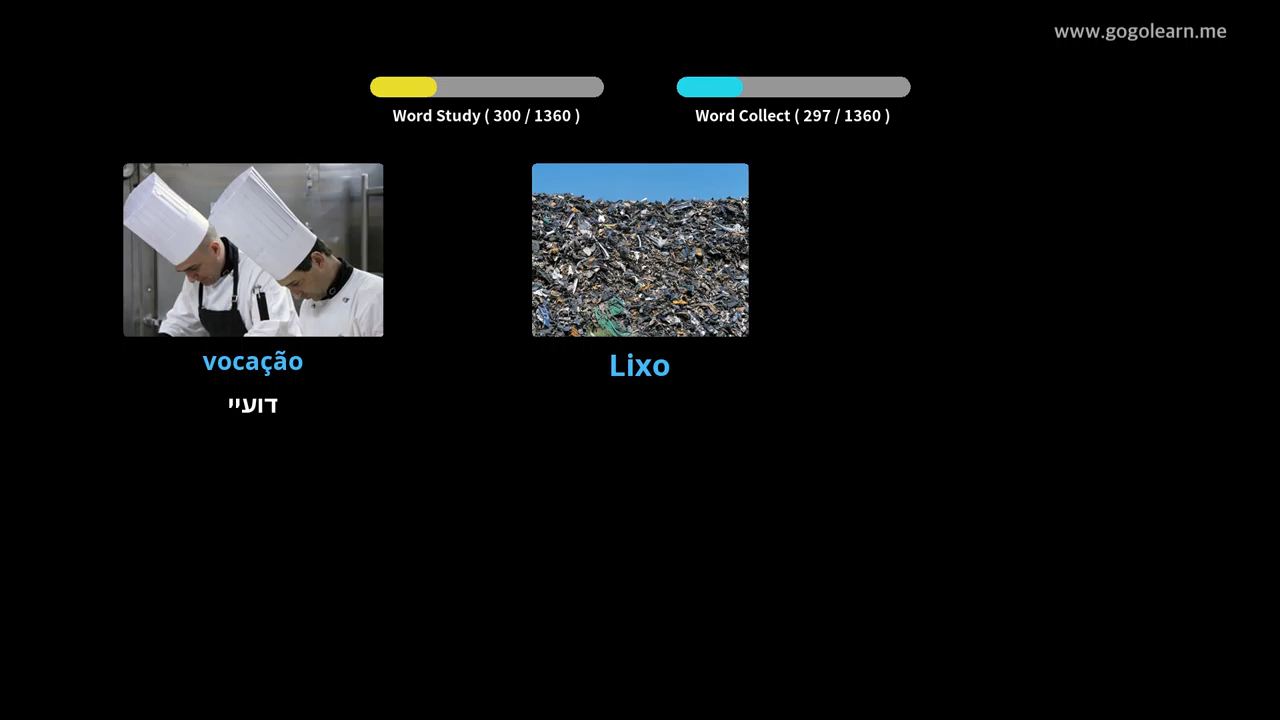 www.gogolearn.me
Word Study ( 300 / 1360 )
Word Collect ( 297 / 1360 )
vocação
דועיי
Lixo